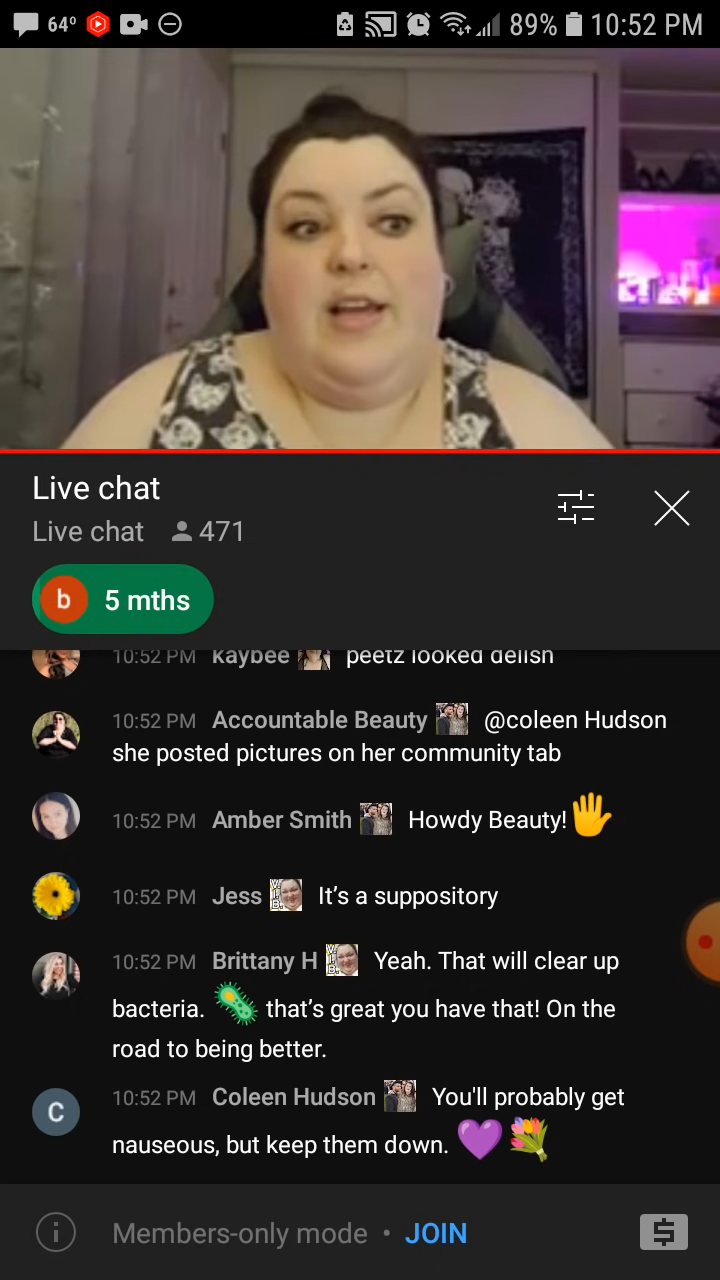 64° 89% 10:52 PM
Live chat
Live chat 471
b 5 mths
10:52 PM kaybee peetz looked delish
10:52 PM Accountable Beauty @coleen Hudson
she posted pictures on her community tab
10:52 PM Amber Smith Howdy Beauty!🖐
10:52 PM Jess It’s a suppository
10:52 PM Brittany H Yeah. That will clear up
bacteria. 🦠 that’s great you have that! On the
road to being better.
C 10:52 PM Coleen Hudson You'll probably get
nauseous, but keep them down. 💜💐
Members-only mode • JOIN